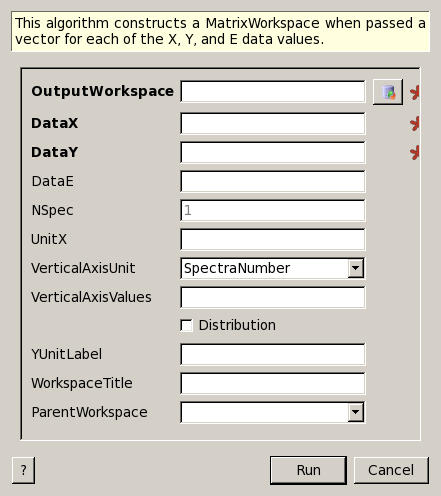 This algorithm constructs a MatrixWorkspace when passed a
vector for each of the X, Y, and E data values.
OutputWorkspace
DataX
DataY
DataE
NSpec 1
UnitX
VerticalAxisUnit SpectraNumber
VerticalAxisValues
Distribution
YUnitLabel
WorkspaceTitle
ParentWorkspace
? Run Cancel